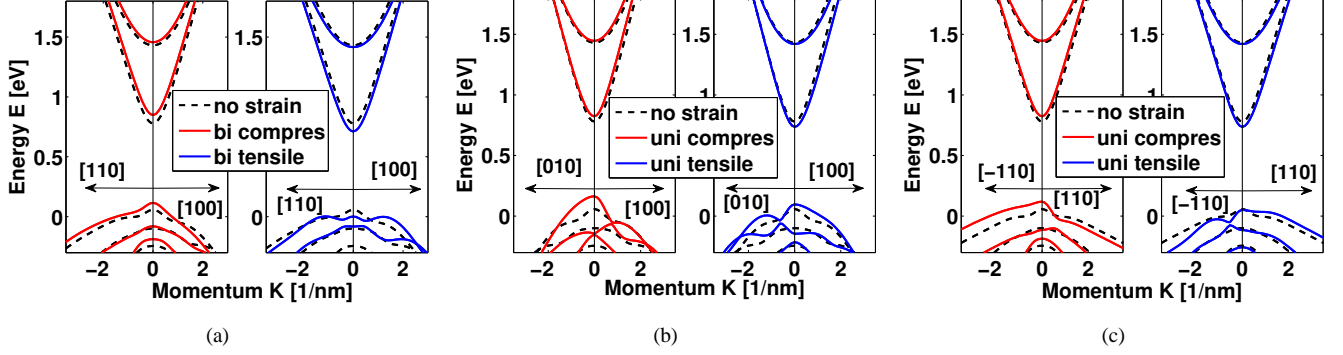 Energy E [eV]
1.5
1
0.5
0
no strain
bi compres
bi tensile
[110]
[100]
[110]
[100]
−2
0
2
−2
0
2
Momentum K [1/nm]
(a)
Energy E [eV]
1.5
1
0.5
0
no strain
uni compres
uni tensile
[010]
[100]
[010]
[100]
−2
0
2
−2
0
2
Momentum K [1/nm]
(b)
Energy E [eV]
1.5
1
0.5
0
no strain
uni compres
uni tensile
[−110]
[110]
[−110]
[110]
−2
0
2
−2
0
2
Momentum K [1/nm]
(c)
1.5
0
1.5
0
1.5
0